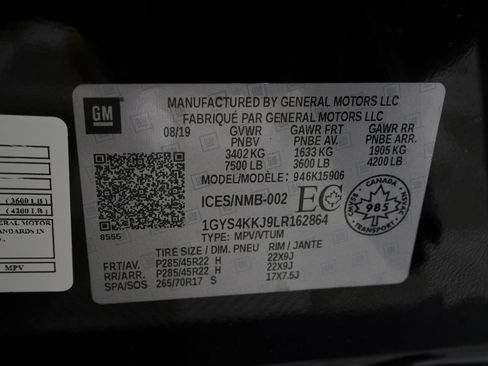 GM
MANUFACTURED BY GENERAL MOTORS LLC
FABRIQUÉ PAR GENERAL MOTORS LLC
08/19 GVWR GAWR FRT GAWR RR
PNBV PNBE AV. PNBE ARR.
3402 KG 1633 KG 1905 KG
7500 LB 3600 LB 4200 LB
MODEL/MODÈLE: 946K15906
ICES/NMB-002 EC
CANADA
985
TRANSPORT
1GYS4KKJ9LR162864
TYPE: MPV/VTUM
8555
TIRE SIZE / DIM. PNEU RIM / JANTE
FRT/AV. P285/45R22 H 22X9J
RR/ARR. P285/45R22 H 22X9J
SPA/SOS 265/70R17 S 17X7.5J
( 3600 LB )
( 4200 LB )
MOTOR
STANDARDS IN
MPV